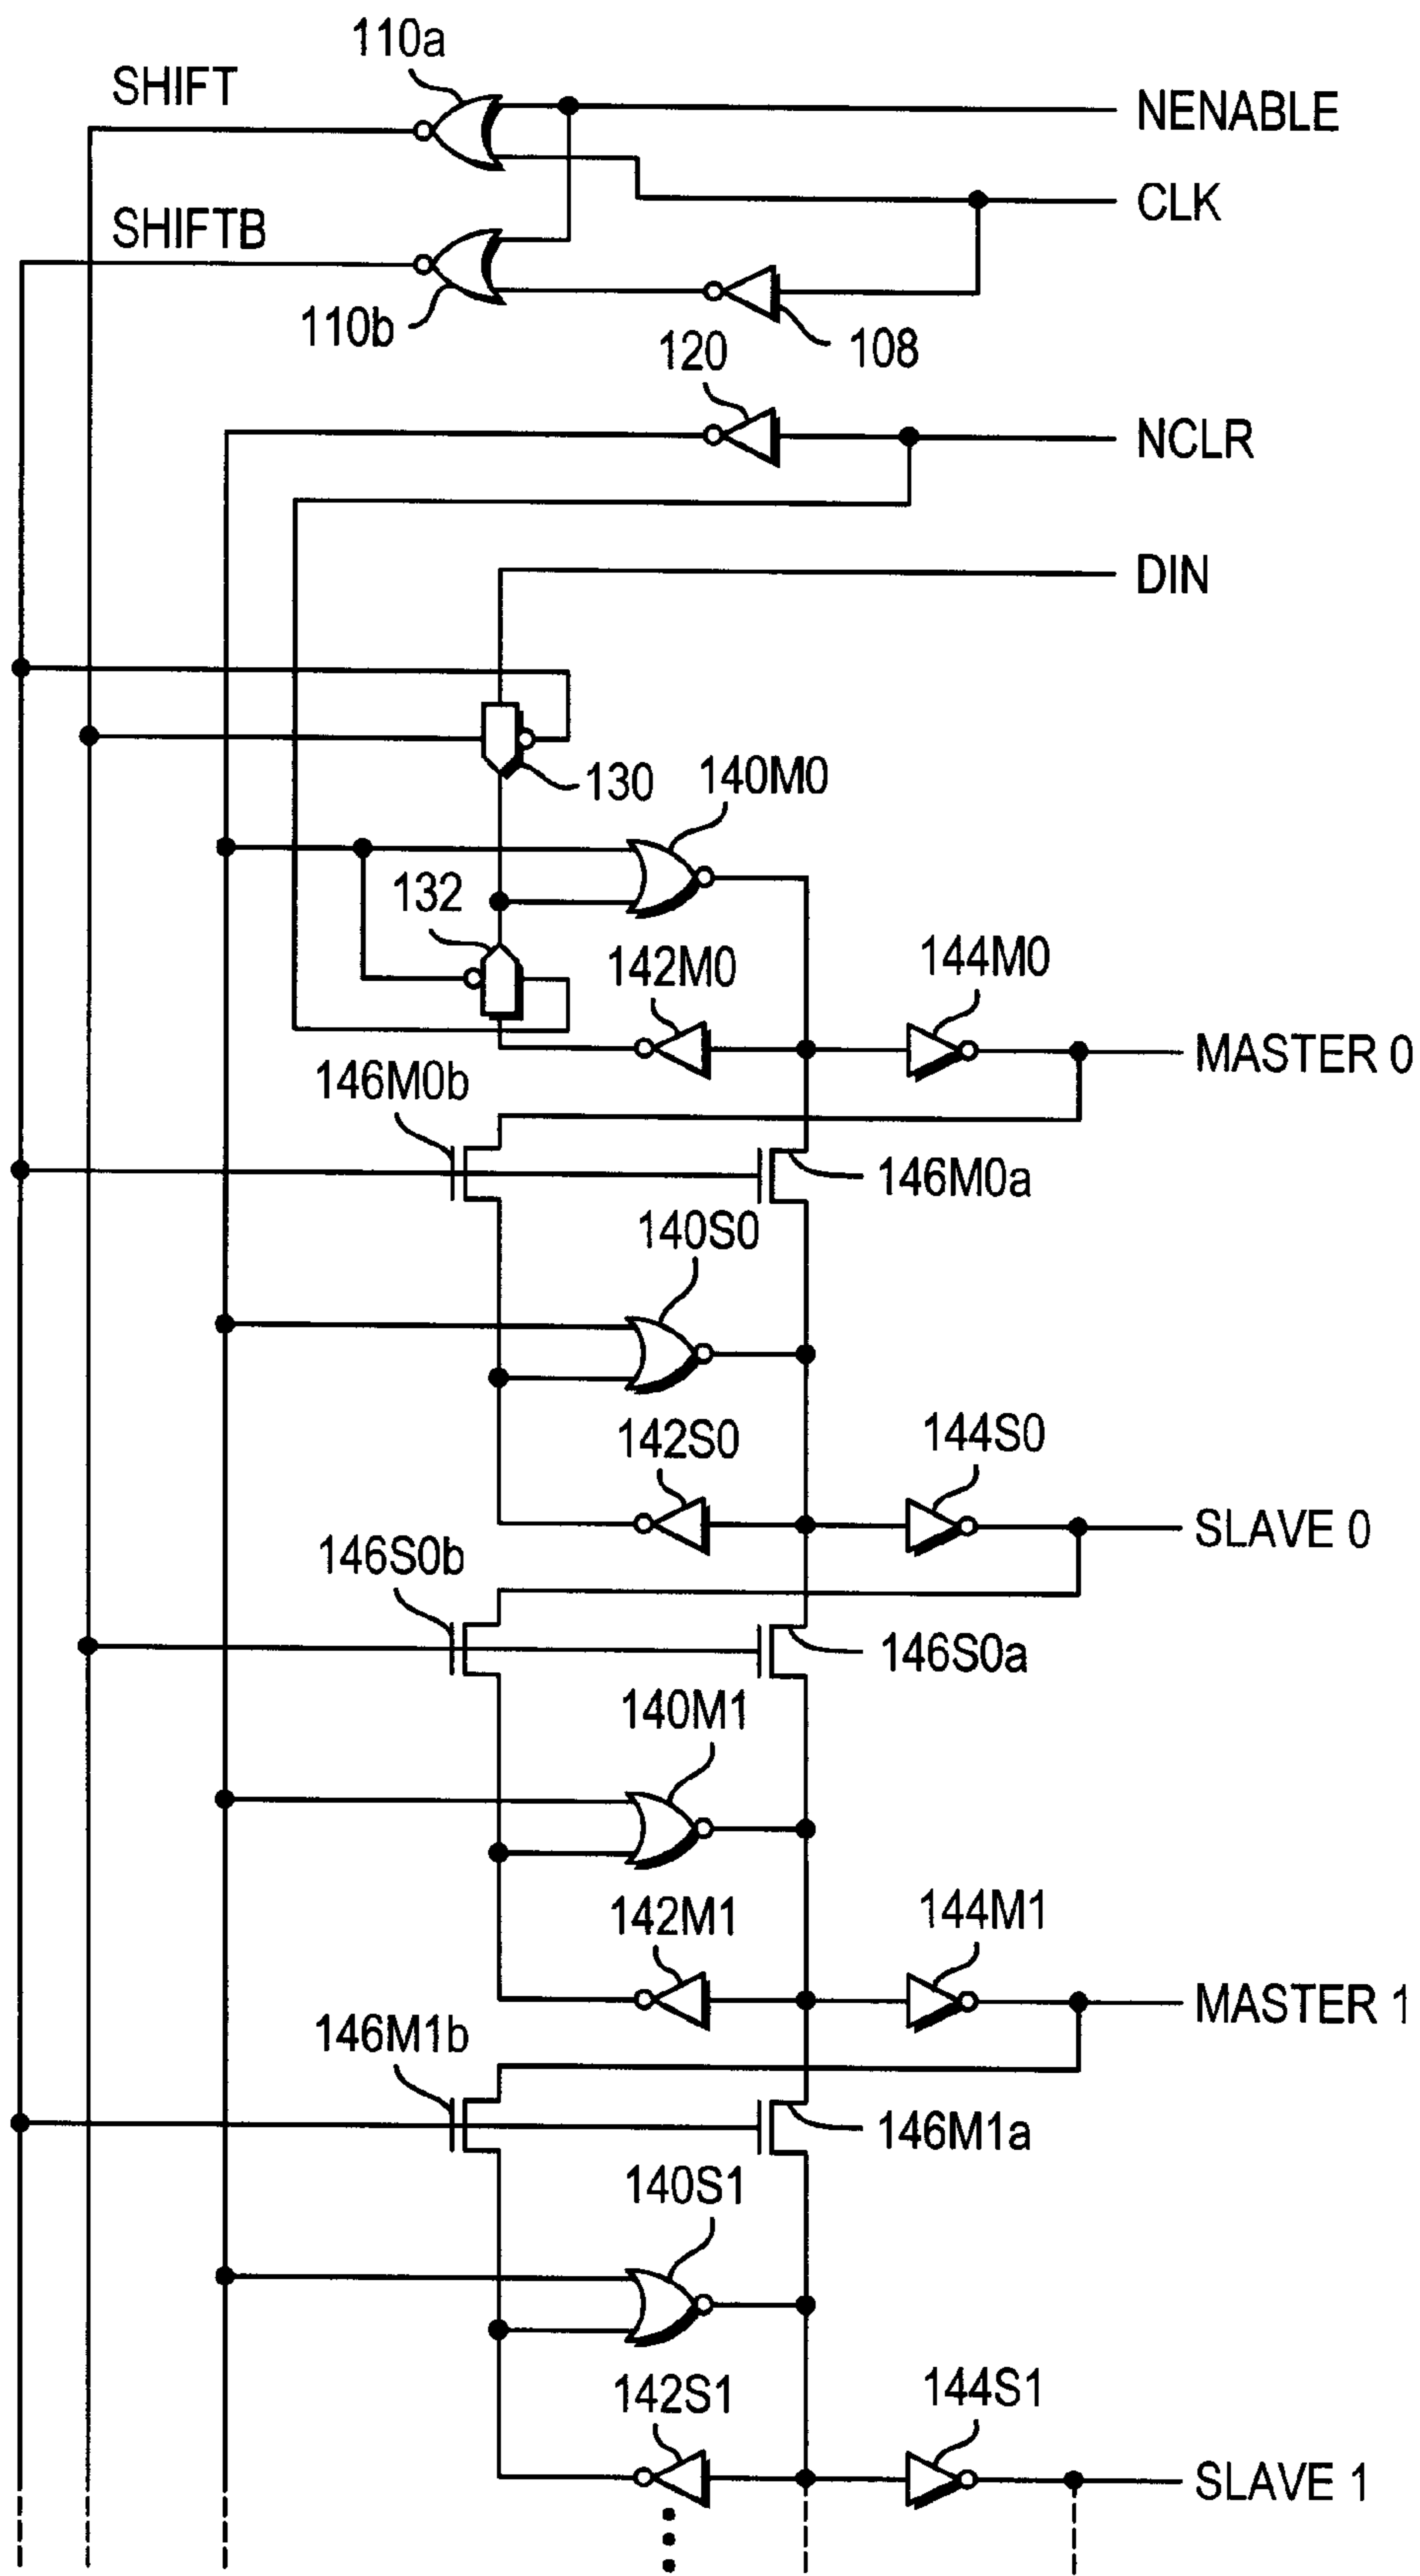 110a
SHIFT
NENABLE
CLK
SHIFTB
110b
108
120
NCLR
DIN
130
140M0
132
142M0
144M0
MASTER 0
146M0b
146M0a
140S0
142S0
144S0
SLAVE 0
146S0b
146S0a
140M1
142M1
144M1
MASTER 1
146M1b
146M1a
140S1
142S1
144S1
SLAVE 1